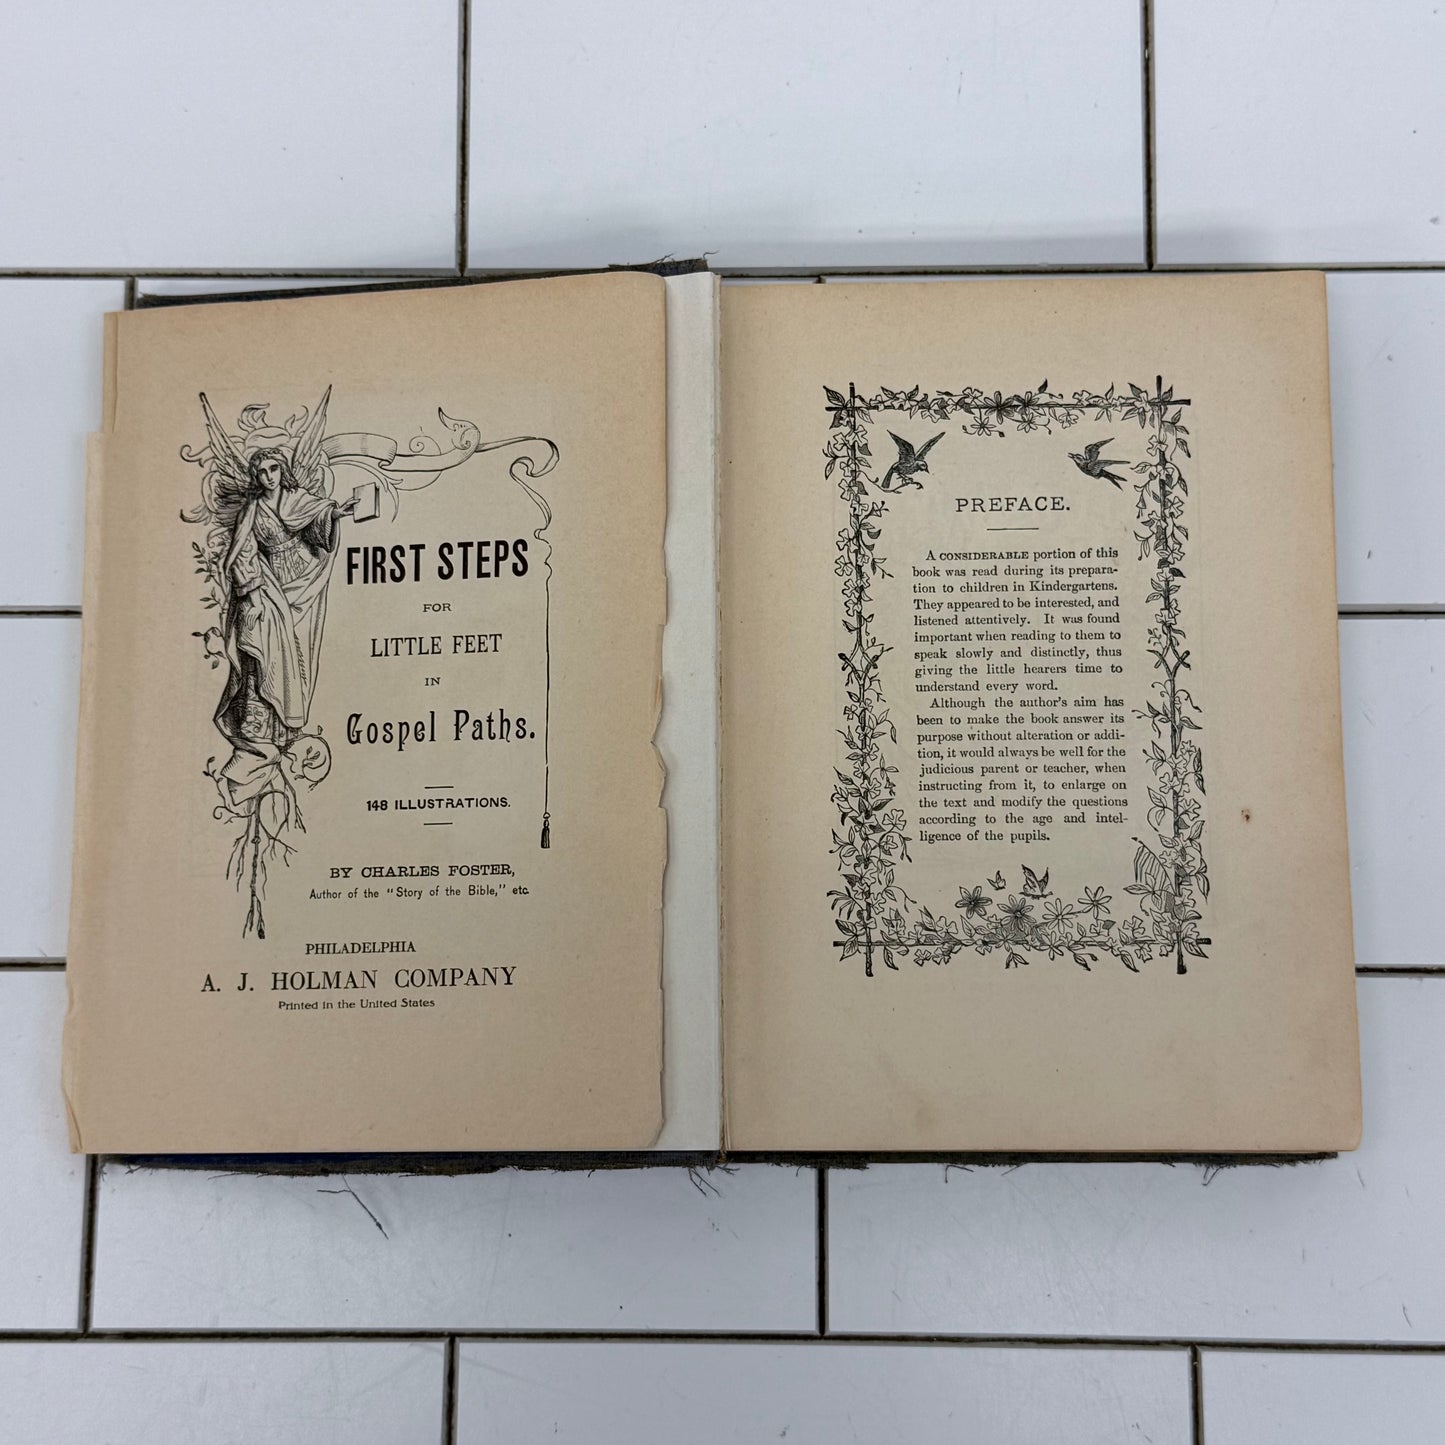 FIRST STEPS
FOR
LITTLE FEET
IN
Gospel Paths.
148 ILLUSTRATIONS.
BY CHARLES FOSTER,
Author of the "Story of the Bible," etc.
PHILADELPHIA
A. J. HOLMAN COMPANY
Printed in the United States
PREFACE.
A CONSIDERABLE portion of this
book was read during its prepara-
tion to children in Kindergartens.
They appeared to be interested, and
listened attentively. It was found
important when reading to them to
speak slowly and distinctly, thus
giving the little hearers time to
understand every word.
Although the author's aim has
been to make the book answer its
purpose without alteration or addi-
tion, it would always be well for the
judicious parent or teacher, when
instructing from it, to enlarge on
the text and modify the questions
according to the age and intel-
ligence of the pupils.